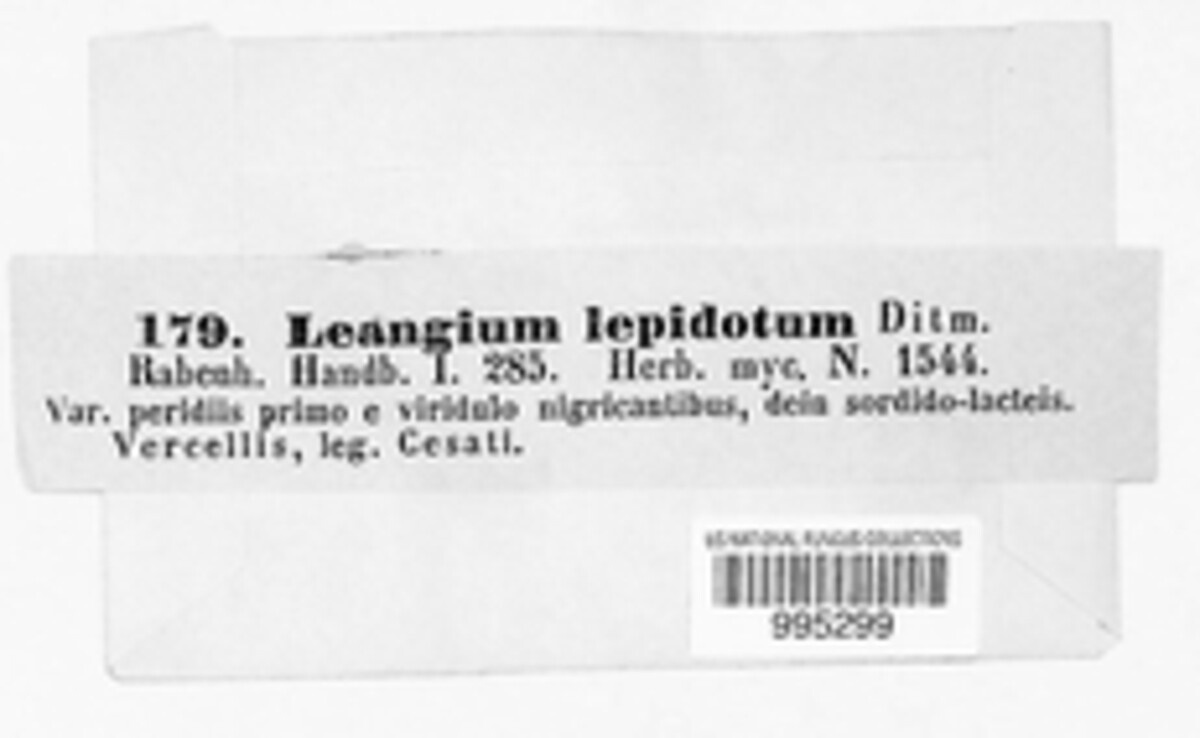 179. Leangium lepidotum Ditm.
Rabenh. Handb. I. 285. Herb. myc. N. 1544.
Var. peridiis primo e viridulo nigricantibus, dein sordido-lacteis.
Vercellis, leg. Cesati.
US NATIONAL FUNGUS COLLECTIONS
995299